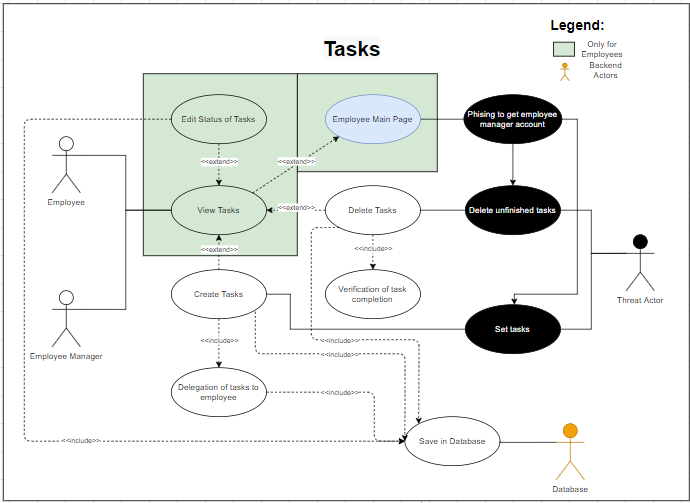 Legend:
Tasks
Only for
Employees
Backend
Actors
Edit Status of Tasks
Employee Main Page
Phising to get employee
manager account
<<extend>>
<<extend>>
Employee
View Tasks
<<extend>>
Delete Tasks
Delete unfinished tasks
<<extend>>
<<include>>
Create Tasks
Verification of task
completion
Threat Actor
Set tasks
Employee Manager
<<include>>
<<include>>
<<include>>
Delegation of tasks to
employee
<<include>>
<<include>>
Save in Database
Database